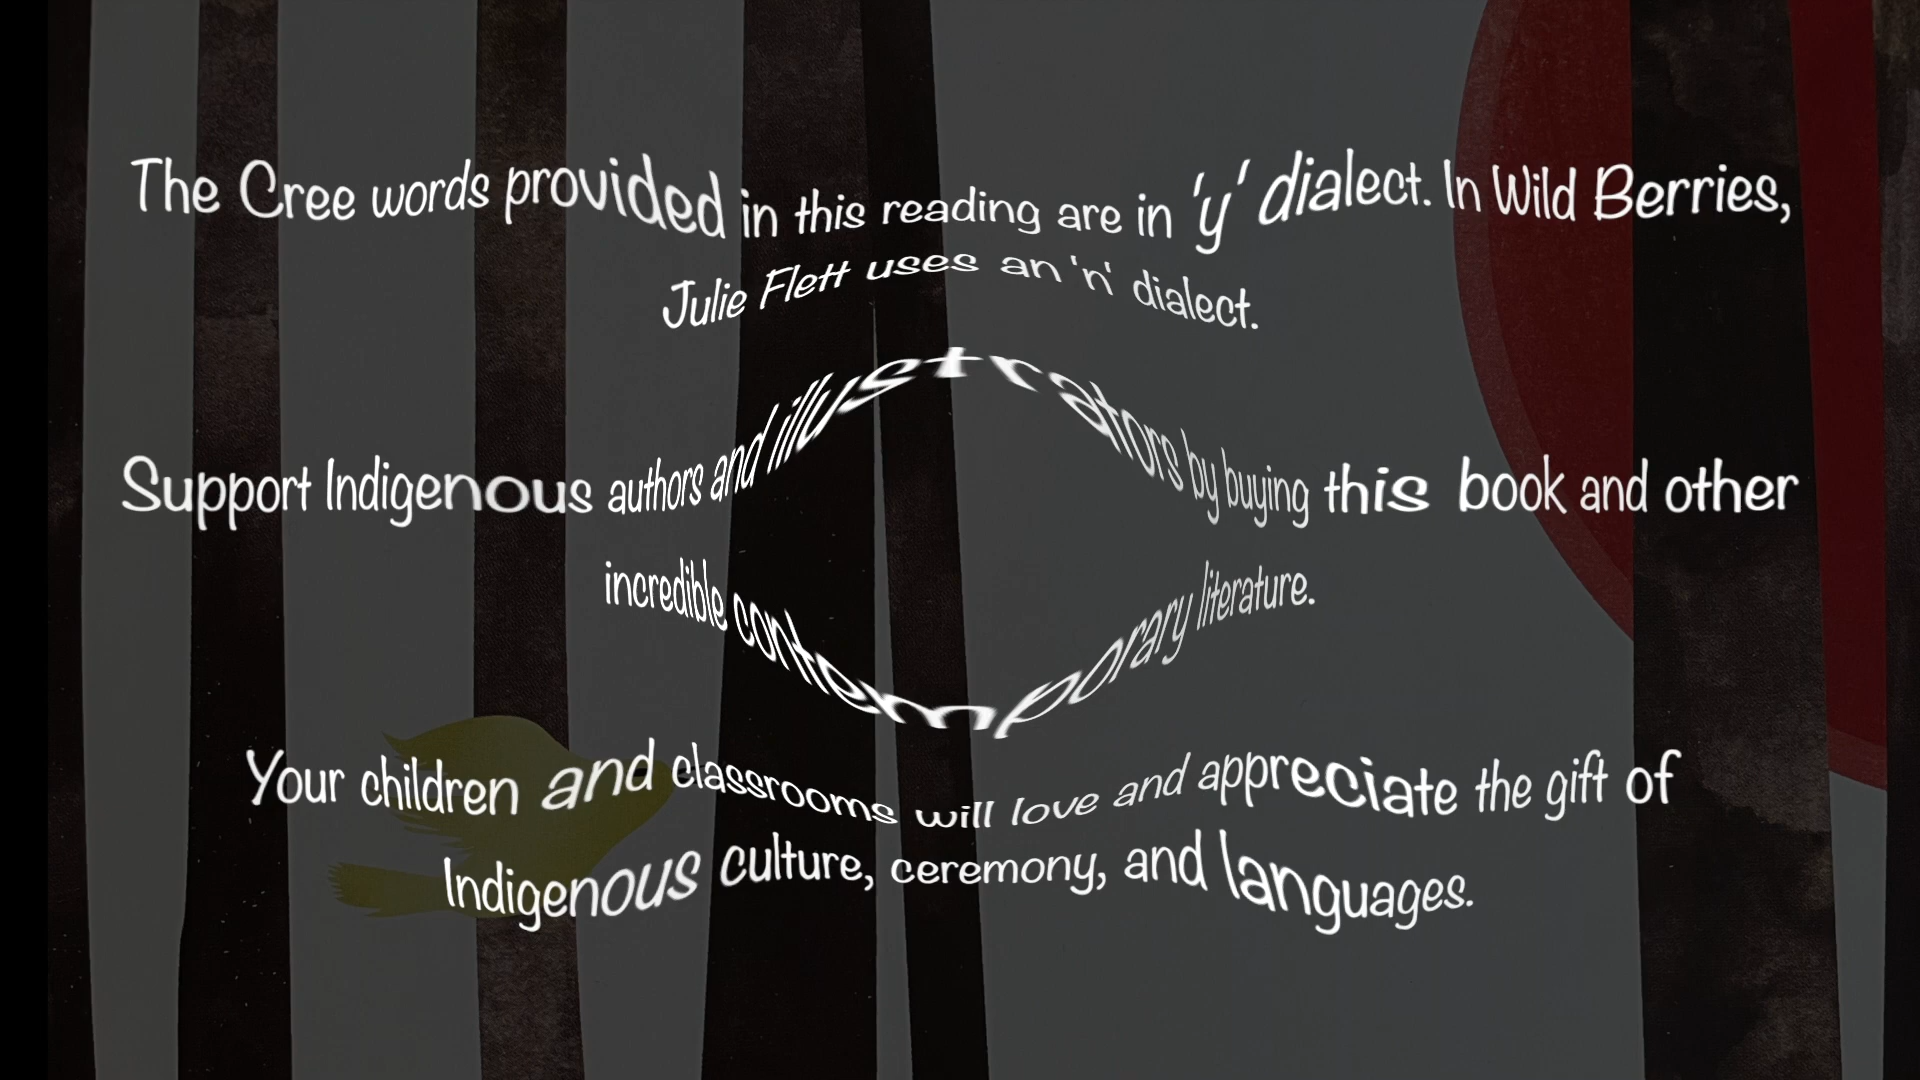 The Cree words provided in this reading are in 'y' dialect. In Wild Berries,
Julie Flett uses an 'n' dialect.
Support Indigenous authors and illustrators by buying this book and other
incredible contemporary literature.
Your children and classrooms will love and appreciate the gift of
Indigenous culture, ceremony, and languages.